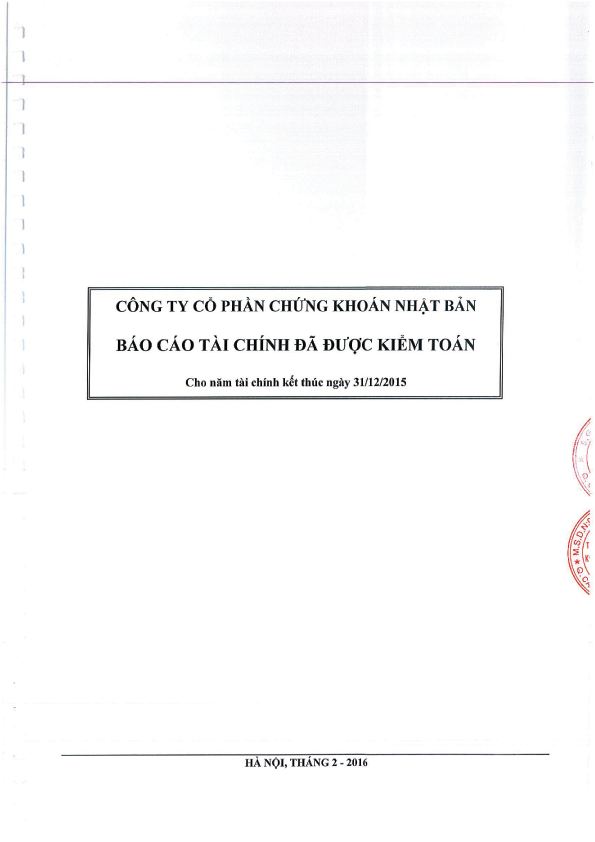 CÔNG TY CỔ PHẦN CHỨNG KHOÁN NHẬT BẢN
BÁO CÁO TÀI CHÍNH ĐÃ ĐƯỢC KIỂM TOÁN
Cho năm tài chính kết thúc ngày 31/12/2015
M.S.D.N
HÀ NỘI, THÁNG 2 - 2016